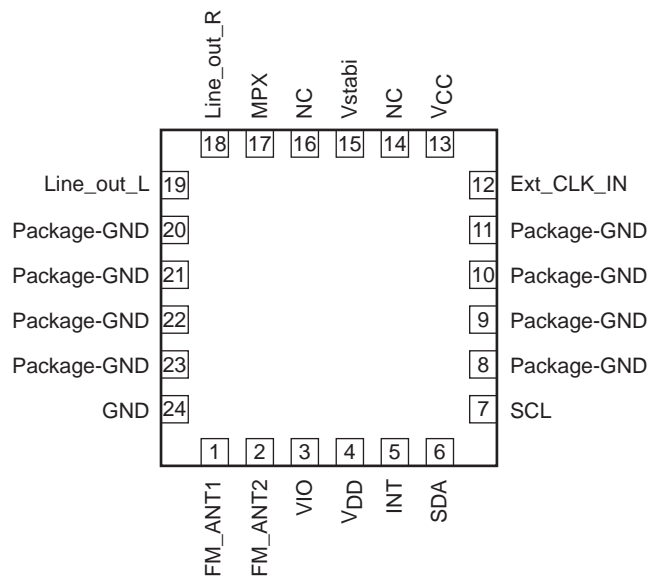 Line_out_R
MPX
NC
Vstabi
NC
VCC
18
17
16
15
14
13
Line_out_L 19
12 Ext_CLK_IN
Package-GND 20
11 Package-GND
Package-GND 21
10 Package-GND
Package-GND 22
9 Package-GND
Package-GND 23
8 Package-GND
GND 24
7 SCL
1
2
3
4
5
6
FM_ANT1
FM_ANT2
VIO
VDD
INT
SDA